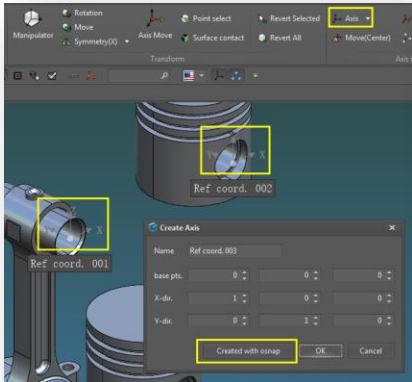 Manipulator
Rotation
Move
Symmetry(X)
Axis Move
Point select
Surface contact
Revert Selected
Revert All
Axis
Move(Center)
Transform
Axis
Y X
Ref coord. 002
Z
Y X
Ref coord. 001
Create Axis
Name Ref coord. 003
base pts. 0 0 0
X-dir. 1 0 0
Y-dir. 0 1 0
Created with osnap OK Cancel